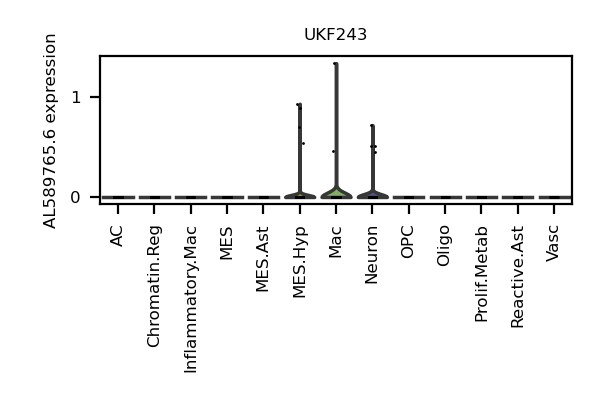 UKF243
AL589765.6 expression
1
0
AC
Chromatin.Reg
Inflammatory.Mac
MES
MES.Ast
MES.Hyp
Mac
Neuron
OPC
Oligo
Prolif.Metab
Reactive.Ast
Vasc